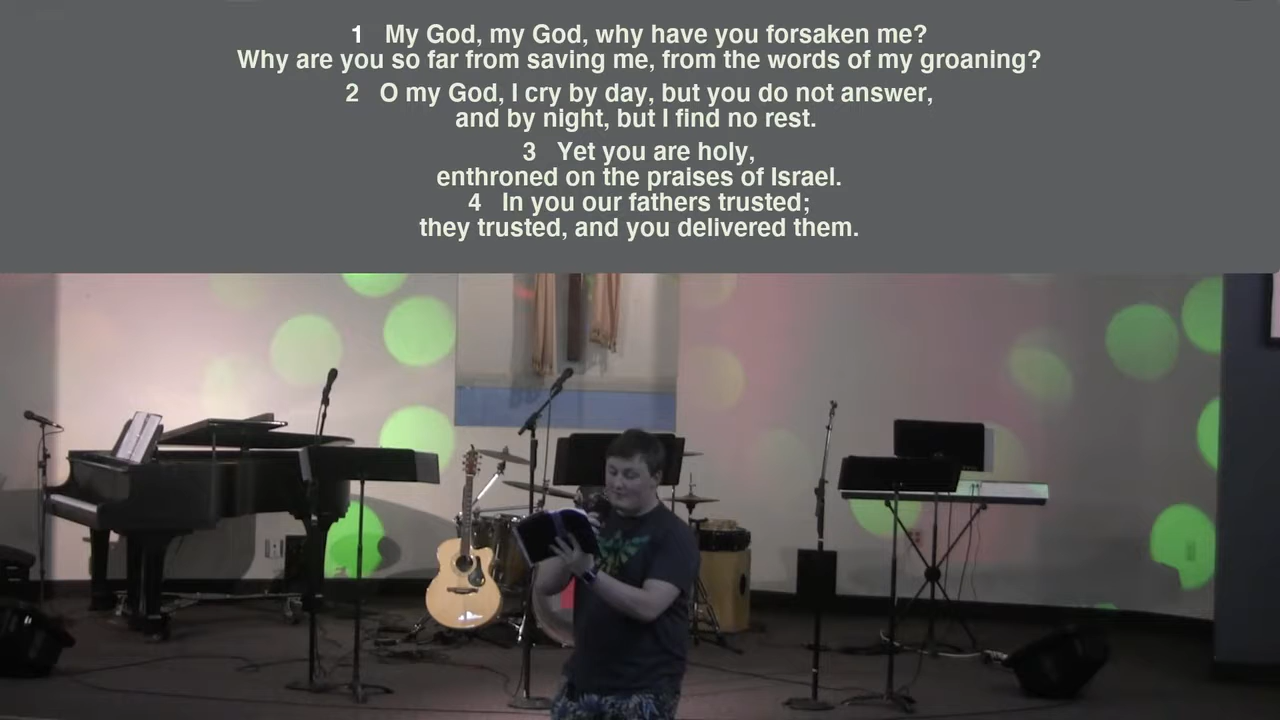 1 My God, my God, why have you forsaken me?
Why are you so far from saving me, from the words of my groaning?
2 O my God, I cry by day, but you do not answer,
and by night, but I find no rest.
3 Yet you are holy,
enthroned on the praises of Israel.
4 In you our fathers trusted;
they trusted, and you delivered them.